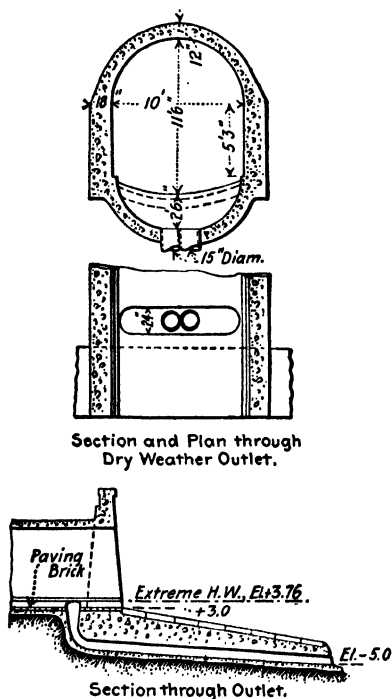 12"
18"
10'
11'6"
5'3"
2'6"
15" Diam.
24"
Section and Plan through
Dry Weather Outlet.
Paving
Brick
Extreme H.W., El.+3.76
+3.0
El.-5.0
Section through Outlet.